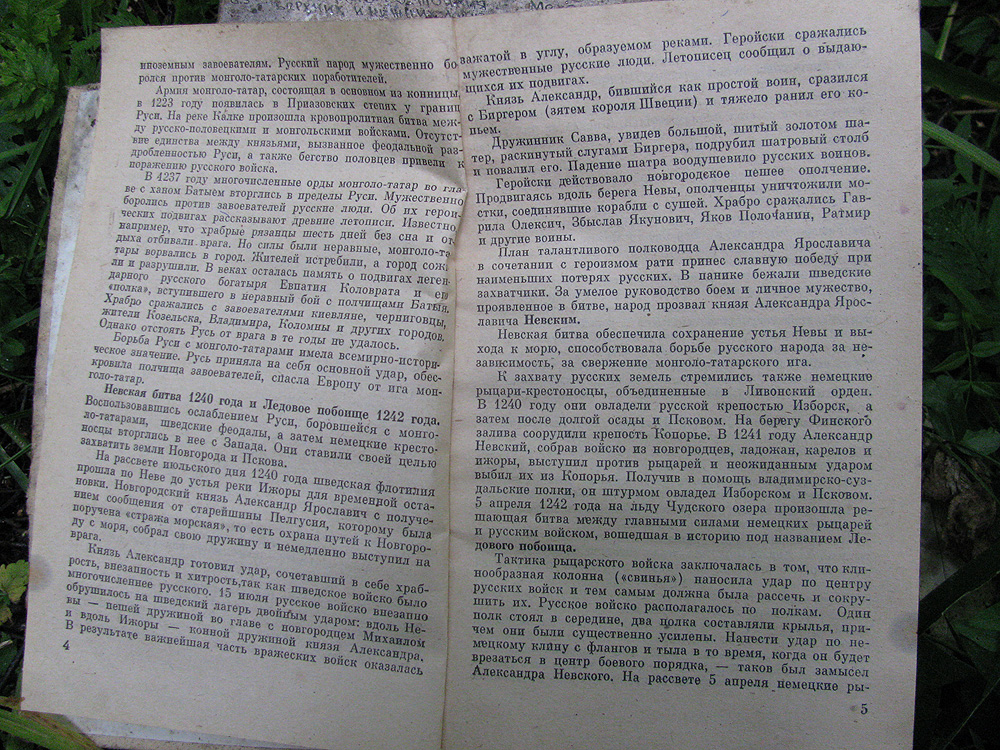 иноземным завоевателям. Русский народ мужественно бо-
ролся против монголо-татарских поработителей.
Армия монголо-татар, состоящая в основном из конницы,
в 1223 году появилась в Приазовских степях у границ
Руси. На реке Калке произошла кровопролитная битва меж-
ду русско-половецкими и монгольскими войсками. Отсутст-
вие единства между князьями, вызванное феодальной раз-
дробленностью Руси, а также бегство половцев привели к
поражению русского войска.
В 1237 году многочисленные орды монголо-татар во гла-
ве с ханом Батыем вторглись в пределы Руси. Мужественно
боролись против завоевателей русские люди. Об их герои-
ческих подвигах рассказывают древние летописи. Известно,
например, что храбрые рязанцы шесть дней без сна и от-
дыха отбивали врага. Но силы были неравные, монголо-та-
тары ворвались в город. Жителей истребили, а город сожг-
ли и разрушили. В веках осталась память о подвигах леген-
дарного русского богатыря Евпатия Коловрата и его
«полка», вступившего в неравный бой с полчищами Батыя.
Храбро сражались с завоевателями киевляне, черниговцы,
жители Козельска, Владимира, Коломны и других городов.
Однако отстоять Русь от врага в те годы не удалось.
Борьба Руси с монголо-татарами имела всемирно-истори-
ческое значение. Русь приняла на себя основной удар, обес-
кровила полчища завоевателей, спасла Европу от ига мон-
голо-татар.
Невская битва 1240 года и Ледовое побоище 1242 года.
Воспользовавшись ослаблением Руси, боровшейся с монго-
ло-татарами, шведские феодалы, а затем немецкие кресто-
носцы вторглись в нее с Запада. Они ставили своей целью
захватить земли Новгорода и Пскова.
На рассвете июльского дня 1240 года шведская флотилия
прошла по Неве до устья реки Ижоры для временной оста-
новки. Новгородский князь Александр Ярославич с получе-
нием сообщения от старейшины Пелгусия, которому была
поручена «стража морская», то есть охрана путей к Новгоро-
ду с моря, собрал свою дружину и немедленно выступил на
врага.
Князь Александр готовил удар, сочетавший в себе храб-
рость, внезапность и хитрость,так как шведское войско было
многочисленнее русского. 15 июля русское войско внезапно
обрушилось на шведский лагерь двойным ударом: вдоль Не-
вы — пешей дружиной во главе с новгородцем Михаилом
и вдоль Ижоры — конной дружиной князя Александра.
В результате важнейшая часть вражеских войск оказалась
4
зажатой в углу, образуемом реками. Геройски сражались
мужественные русские люди. Летописец сообщил о выдаю-
щихся их подвигах.
Князь Александр, бившийся как простой воин, сразился
с Биргером (зятем короля Швеции) и тяжело ранил его ко-
пьем.
Дружинник Савва, увидев большой, шитый золотом ша-
тер, раскинутый слугами Биргера, подрубил шатровый столб
и повалил его. Падение шатра воодушевило русских воинов.
Геройски действовало новгородское пешее ополчение.
Продвигаясь вдоль берега Невы, ополченцы уничтожили мо-
стки, соединявшие корабли с сушей. Храбро сражались Гав-
рила Олексич, Збыслав Якунович, Яков Полочанин, Ратмир
и другие воины.
План талантливого полководца Александра Ярославича
в сочетании с героизмом рати принес славную победу при
наименьших потерях русских. В панике бежали шведские
захватчики. За умелое руководство боем и личное мужество,
проявленное в битве, народ прозвал князя Александра Ярос-
лавича Невским.
Невская битва обеспечила сохранение устья Невы и вы-
хода к морю, способствовала борьбе русского народа за не-
зависимость, за свержение монголо-татарского ига.
К захвату русских земель стремились также немецкие
рыцари-крестоносцы, объединенные в Ливонский орден.
В 1240 году они овладели русской крепостью Изборск, а
затем после долгой осады и Псковом. На берегу Финского
залива соорудили крепость Копорье. В 1241 году Александр
Невский, собрав войско из новгородцев, ладожан, карелов и
ижоры, выступил против рыцарей и неожиданным ударом
выбил их из Копорья. Получив в помощь владимирско-суз-
дальские полки, он штурмом овладел Изборском и Псковом.
5 апреля 1242 года на льду Чудского озера произошла ре-
шающая битва между главными силами немецких рыцарей
и русским войском, вошедшая в историю под названием Ле-
дового побоища.
Тактика рыцарского войска заключалась в том, что кли-
нообразная колонна («свинья») наносила удар по центру
русских войск и тем самым должна была рассечь и сокру-
шить их. Русское войско располагалось по полкам. Один
полк стоял в середине, два полка составляли крылья, при-
чем они были существенно усилены. Нанести удар по не-
мецкому клину с флангов и тыла в то время, когда он будет
врезаться в центр боевого порядка, — таков был замысел
Александра Невского. На рассвете 5 апреля немецкие ры-
5